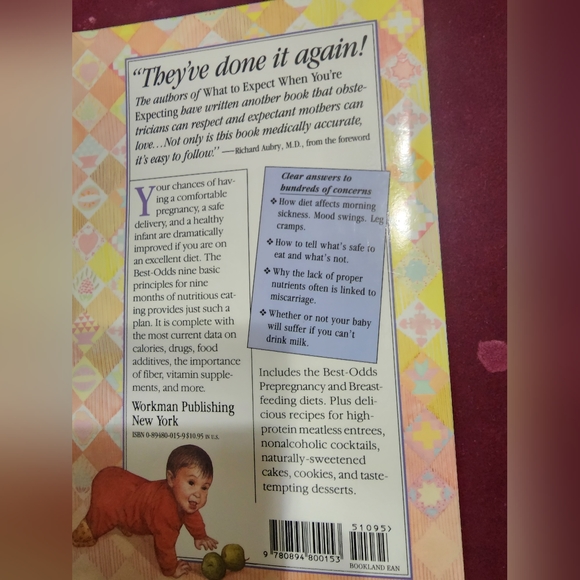 "They've done it again!
The authors of What to Expect When You're
Expecting have written another book that obste-
tricians can respect and expectant mothers can
love...Not only is this book medically accurate,
it's easy to follow." —Richard Aubry, M.D., from the foreword
Your chances of hav-
ing a comfortable
pregnancy, a safe
delivery, and a healthy
infant are dramatically
improved if you are on
an excellent diet. The
Best-Odds nine basic
principles for nine
months of nutritious eat-
ing provides just such a
plan. It is complete with
the most current data on
calories, drugs, food
additives, the importance
of fiber, vitamin supple-
ments, and more.
Workman Publishing
New York
ISBN 0-89480-015-9 $10.95 IN U.S.
Clear answers to
hundreds of concerns
❖ How diet affects morning
sickness. Mood swings. Leg
cramps.
❖ How to tell what's safe to
eat and what's not.
❖ Why the lack of proper
nutrients often is linked to
miscarriage.
❖ Whether or not your baby
will suffer if you can't
drink milk.
Includes the Best-Odds
Prepregnancy and Breast-
feeding diets. Plus deli-
cious recipes for high-
protein meatless entrees,
nonalcoholic cocktails,
naturally-sweetened
cakes, cookies, and taste-
tempting desserts.
51095>
9 780894 800153
BOOKLAND EAN